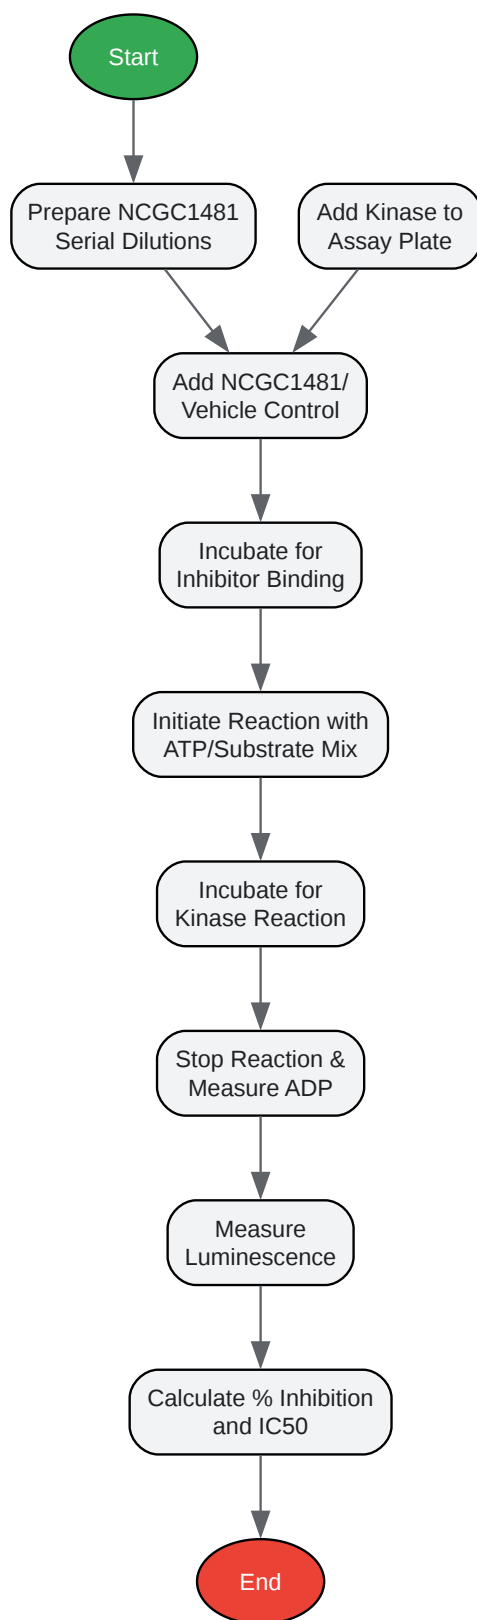 Start
Prepare NCGC1481
Serial Dilutions
Add Kinase to
Assay Plate
Add NCGC1481/
Vehicle Control
Incubate for
Inhibitor Binding
Initiate Reaction with
ATP/Substrate Mix
Incubate for
Kinase Reaction
Stop Reaction &
Measure ADP
Measure
Luminescence
Calculate % Inhibition
and IC50
End